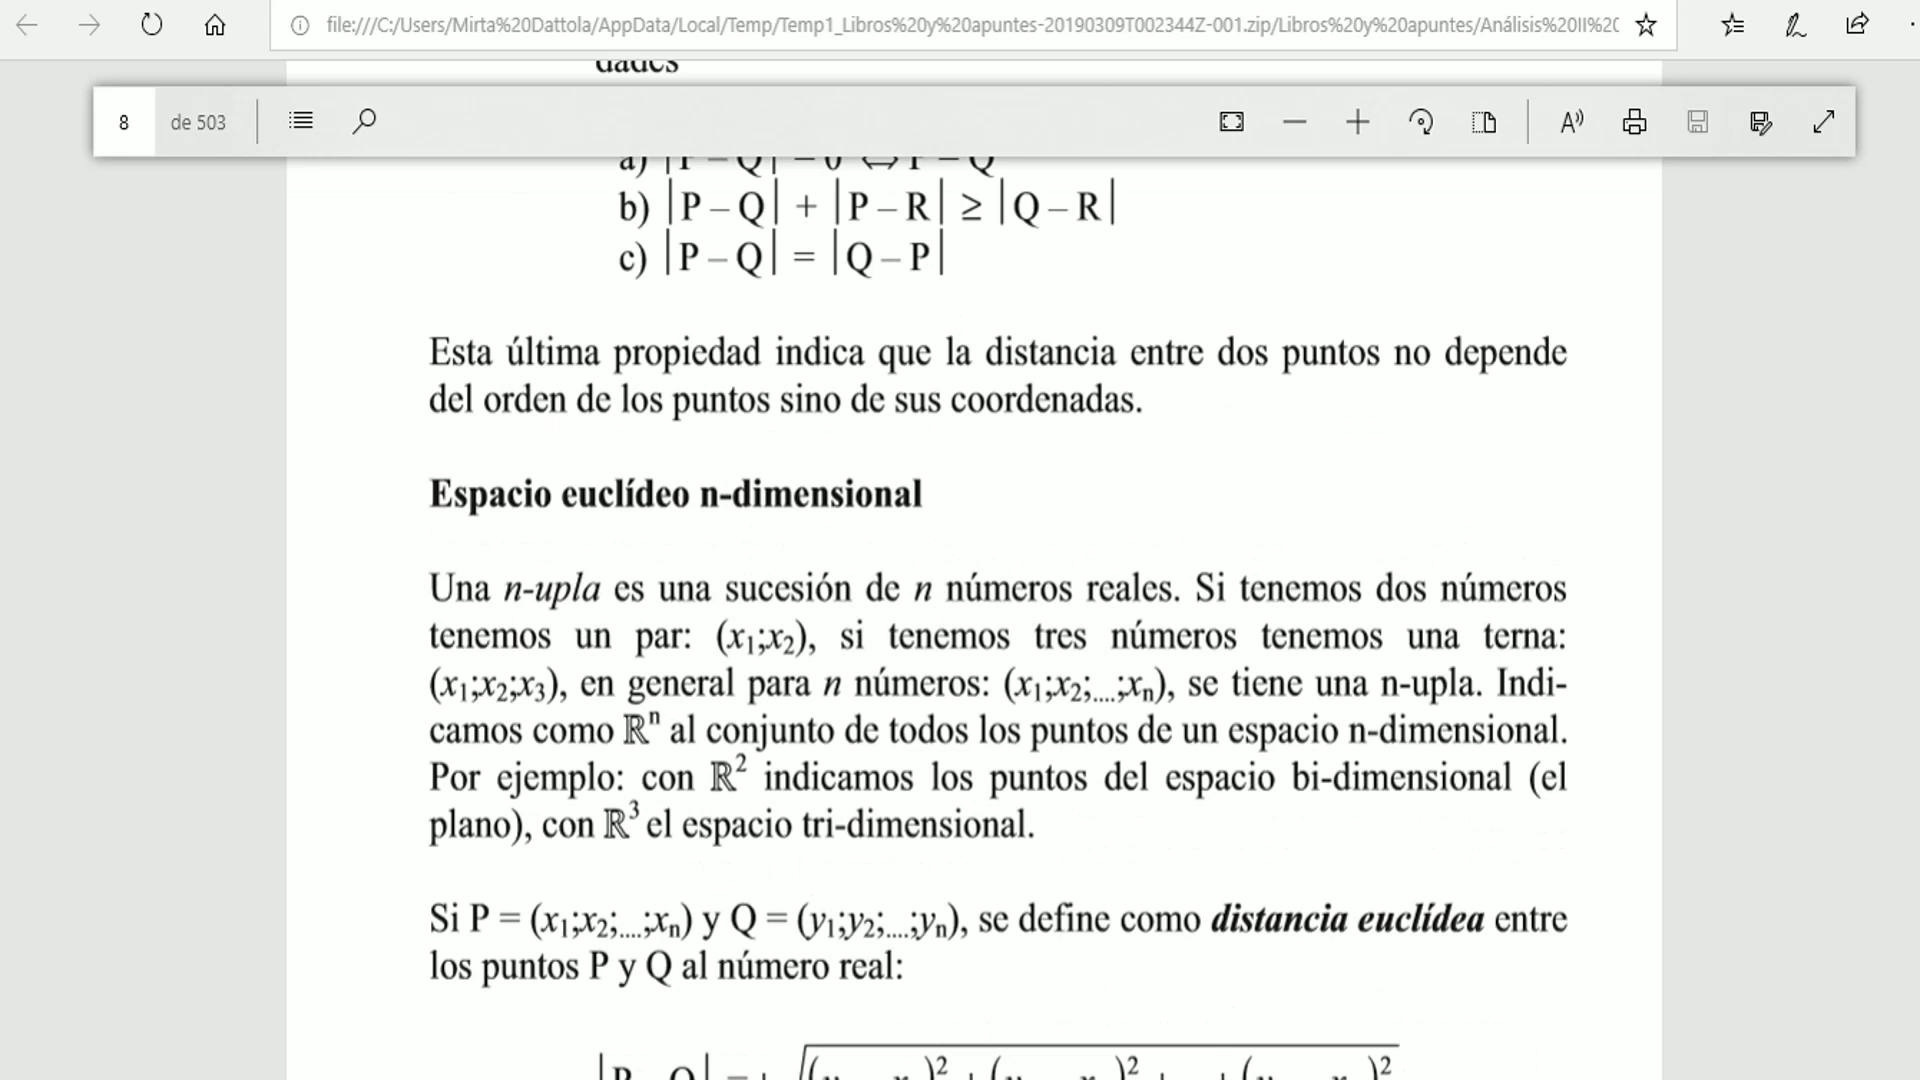 file:///C:/Users/Mirta%20Dattola/AppData/Local/Temp/Temp1_Libros%20y%20apuntes-20190309T002344Z-001.zip/Libros%20y%20apuntes/Análisis%20II%20
dades
8 de 503
a) |P – Q| = 0 ⇔ P = Q
b) |P – Q| + |P – R| ≥ |Q – R|
c) |P – Q| = |Q – P|
Esta última propiedad indica que la distancia entre dos puntos no depende
del orden de los puntos sino de sus coordenadas.
Espacio euclídeo n-dimensional
Una n-upla es una sucesión de n números reales. Si tenemos dos números
tenemos un par: (x₁;x₂), si tenemos tres números tenemos una terna:
(x₁;x₂;x₃), en general para n números: (x₁;x₂;....;xₙ), se tiene una n-upla. Indi-
camos como ℝⁿ al conjunto de todos los puntos de un espacio n-dimensional.
Por ejemplo: con ℝ² indicamos los puntos del espacio bi-dimensional (el
plano), con ℝ³ el espacio tri-dimensional.
Si P = (x₁;x₂;....;xₙ) y Q = (y₁;y₂;....;yₙ), se define como distancia euclídea entre
los puntos P y Q al número real: